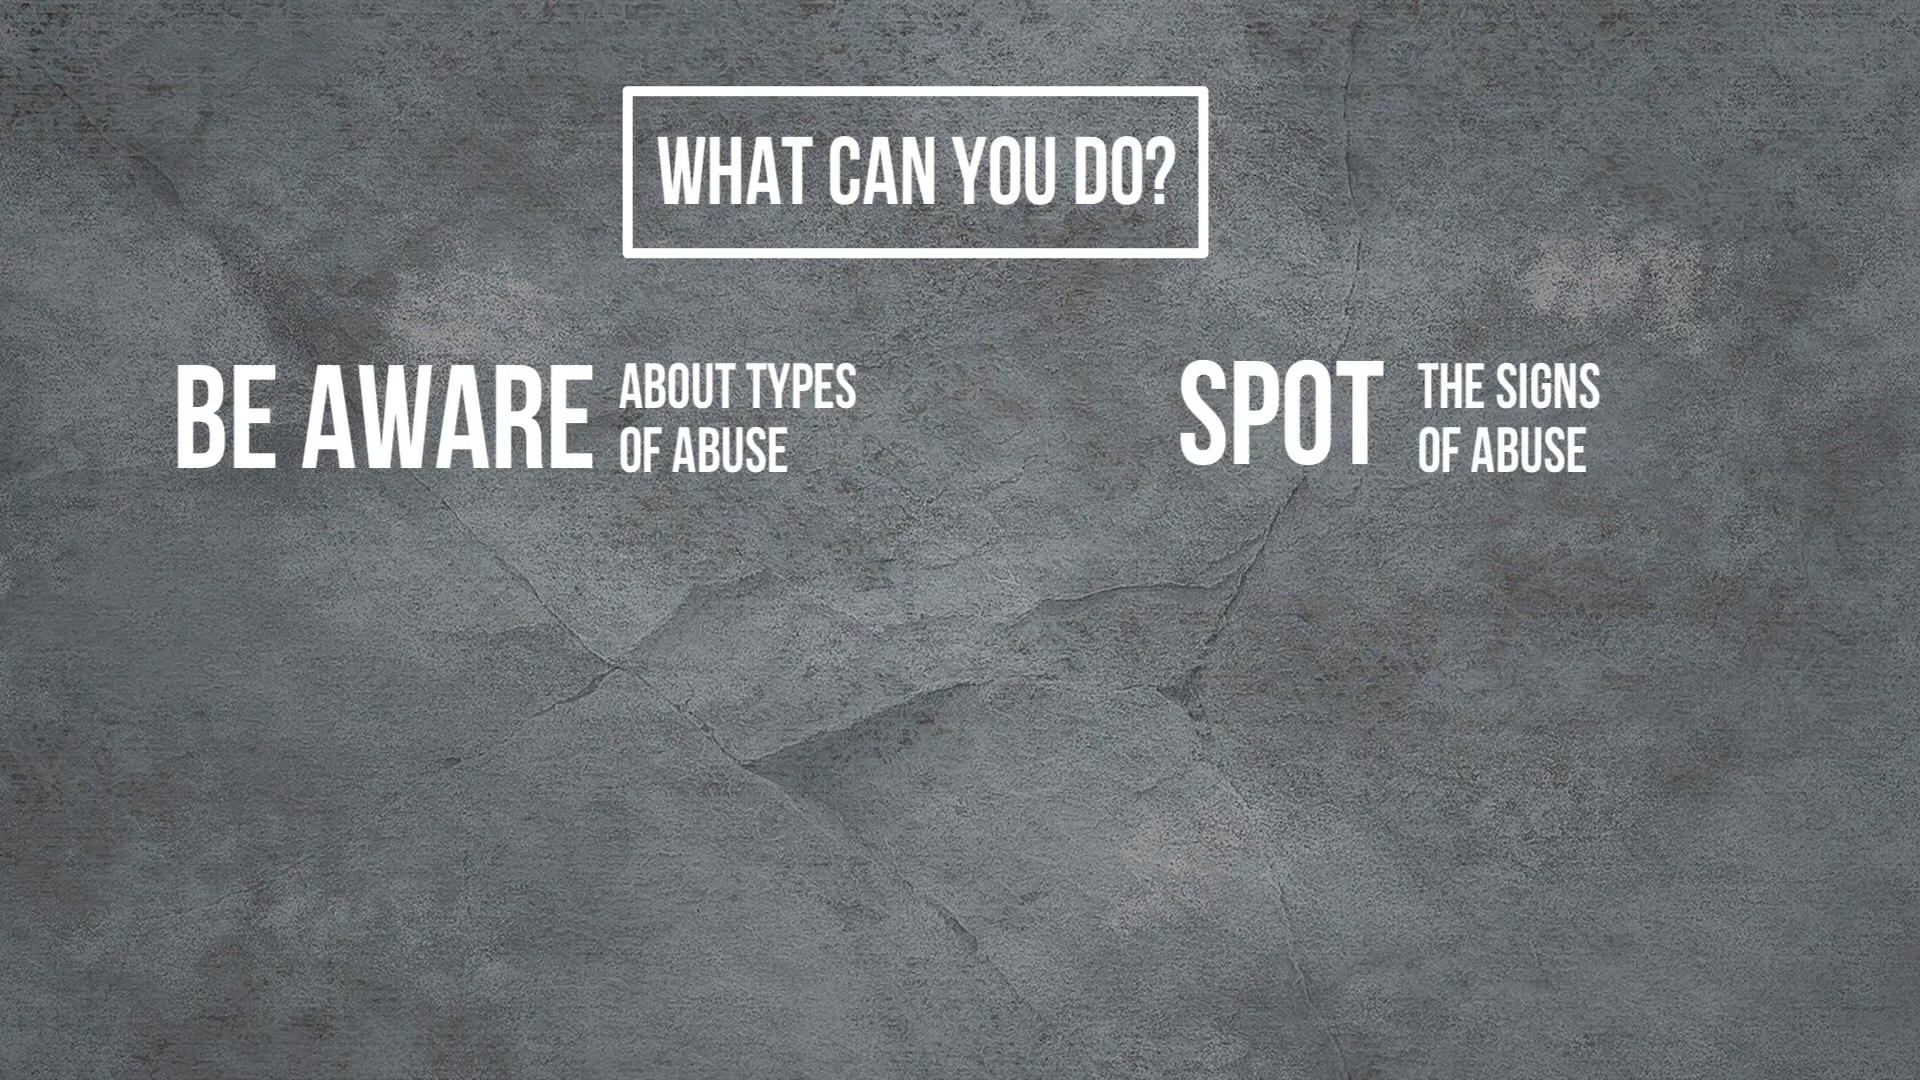 WHAT CAN YOU DO?
BE AWARE ABOUT TYPES
OF ABUSE
SPOT THE SIGNS
OF ABUSE